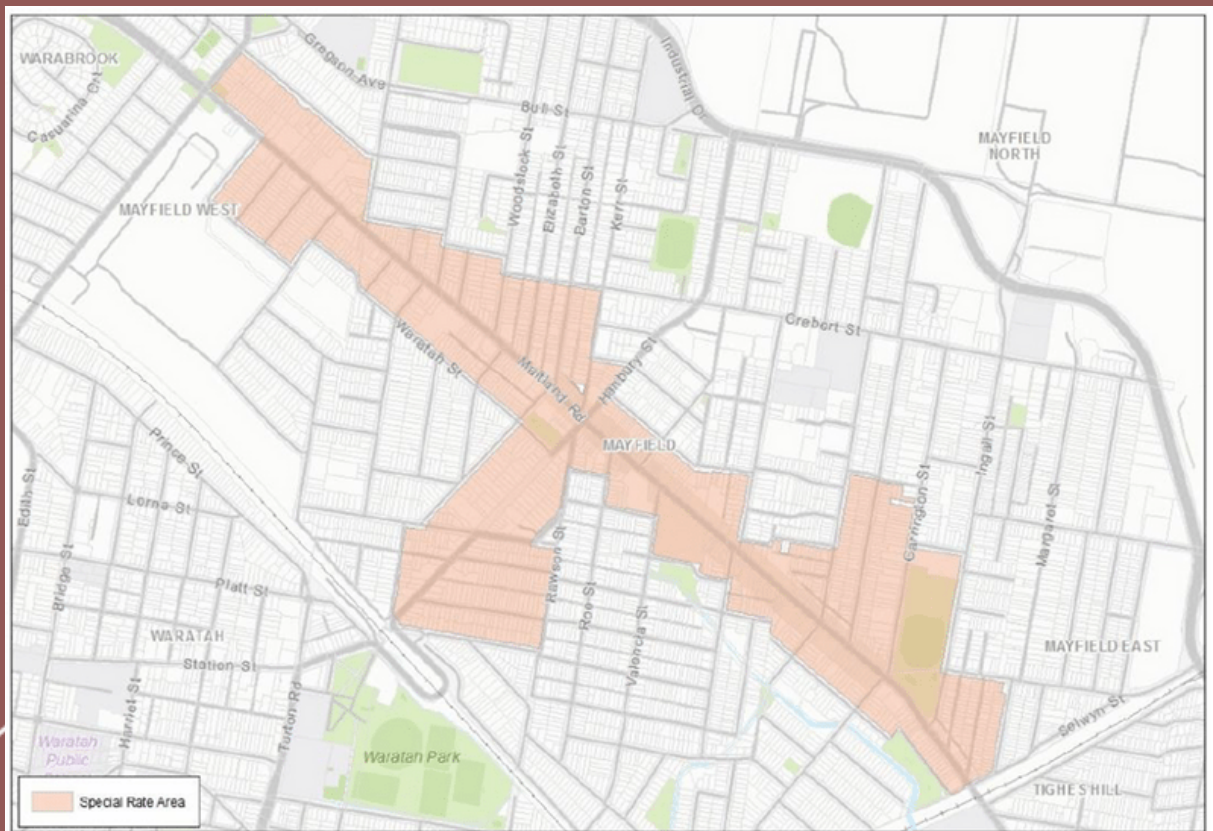 WARABROOK
Casuarina Crt
Gregson Ave
Industrial Dr
Bull St
MAYFIELD
NORTH
Woodstock St
Elizabeth St
Barton St
Kerr St
MAYFIELD WEST
Crebert St
Waratah St
Maitland Rd
Hanbury St
MAYFIELD
Prince St
Edith St
Lorna St
Carrington St
Ingall St
Margaret St
Bridge St
Platt St
Rawson St
Roe St
Valencia St
WARATAH
Station St
MAYFIELD EAST
Harriet St
Turton Rd
Selwyn St
Waratah
Public
Waratah Park
TIGHES HILL
Special Rate Area